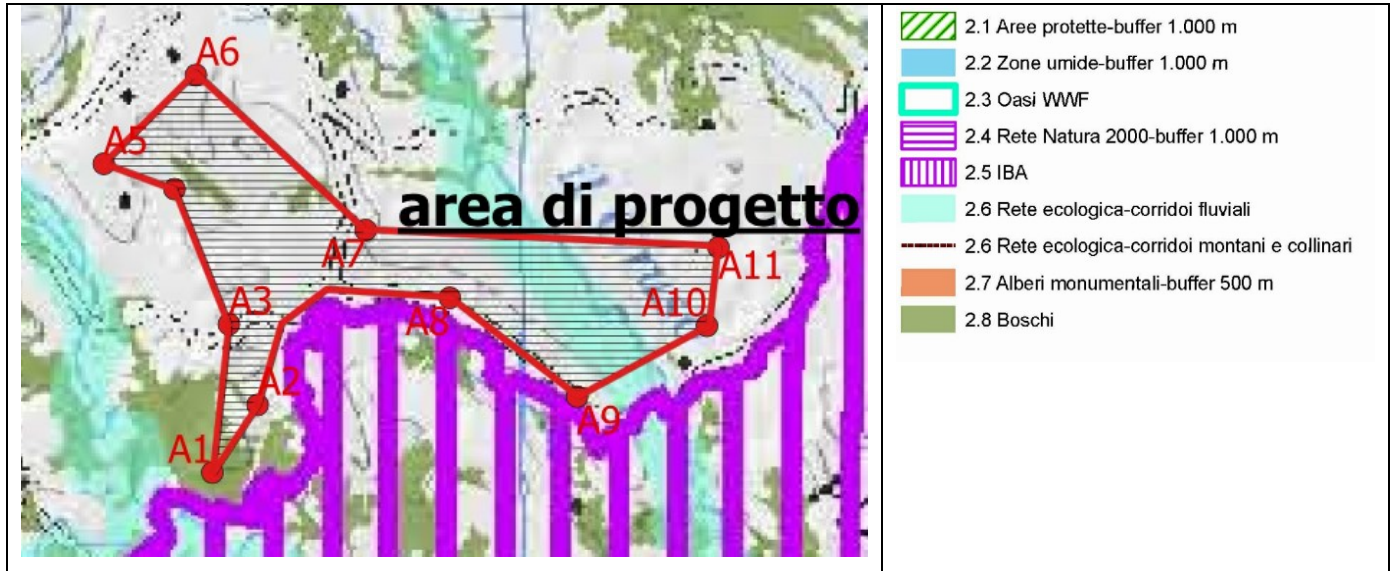 A6
A5
area di progetto
A7
A11
A3
A10
A8
A2
A9
A1
2.1 Aree protette-buffer 1.000 m
2.2 Zone umide-buffer 1.000 m
2.3 Oasi WWF
2.4 Rete Natura 2000-buffer 1.000 m
2.5 IBA
2.6 Rete ecologica-corridoi fluviali
2.6 Rete ecologica-corridoi montani e collinari
2.7 Alberi monumentali-buffer 500 m
2.8 Boschi